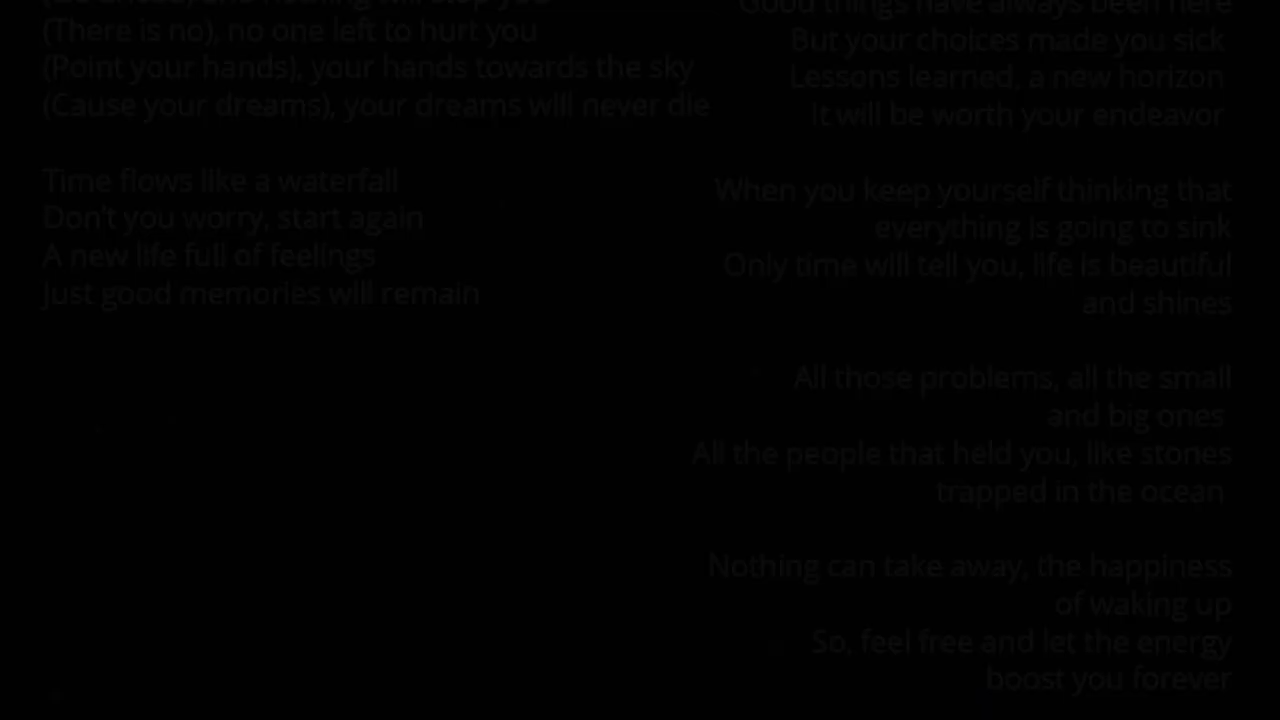 (There is no), no one left to hurt you
(Point your hands), your hands towards the sky
(Cause your dreams), your dreams will never die
Time flows like a waterfall
Don't you worry, start again
A new life full of feelings
Just good memories will remain
Good things have always been here
But your choices made you sick
Lessons learned, a new horizon
It will be worth your endeavor
When you keep yourself thinking that
everything is going to sink
Only time will tell you, life is beautiful
and shines
All those problems, all the small
and big ones
All the people that held you, like stones
trapped in the ocean
Nothing can take away, the happiness
of waking up
So, feel free and let the energy
boost you forever